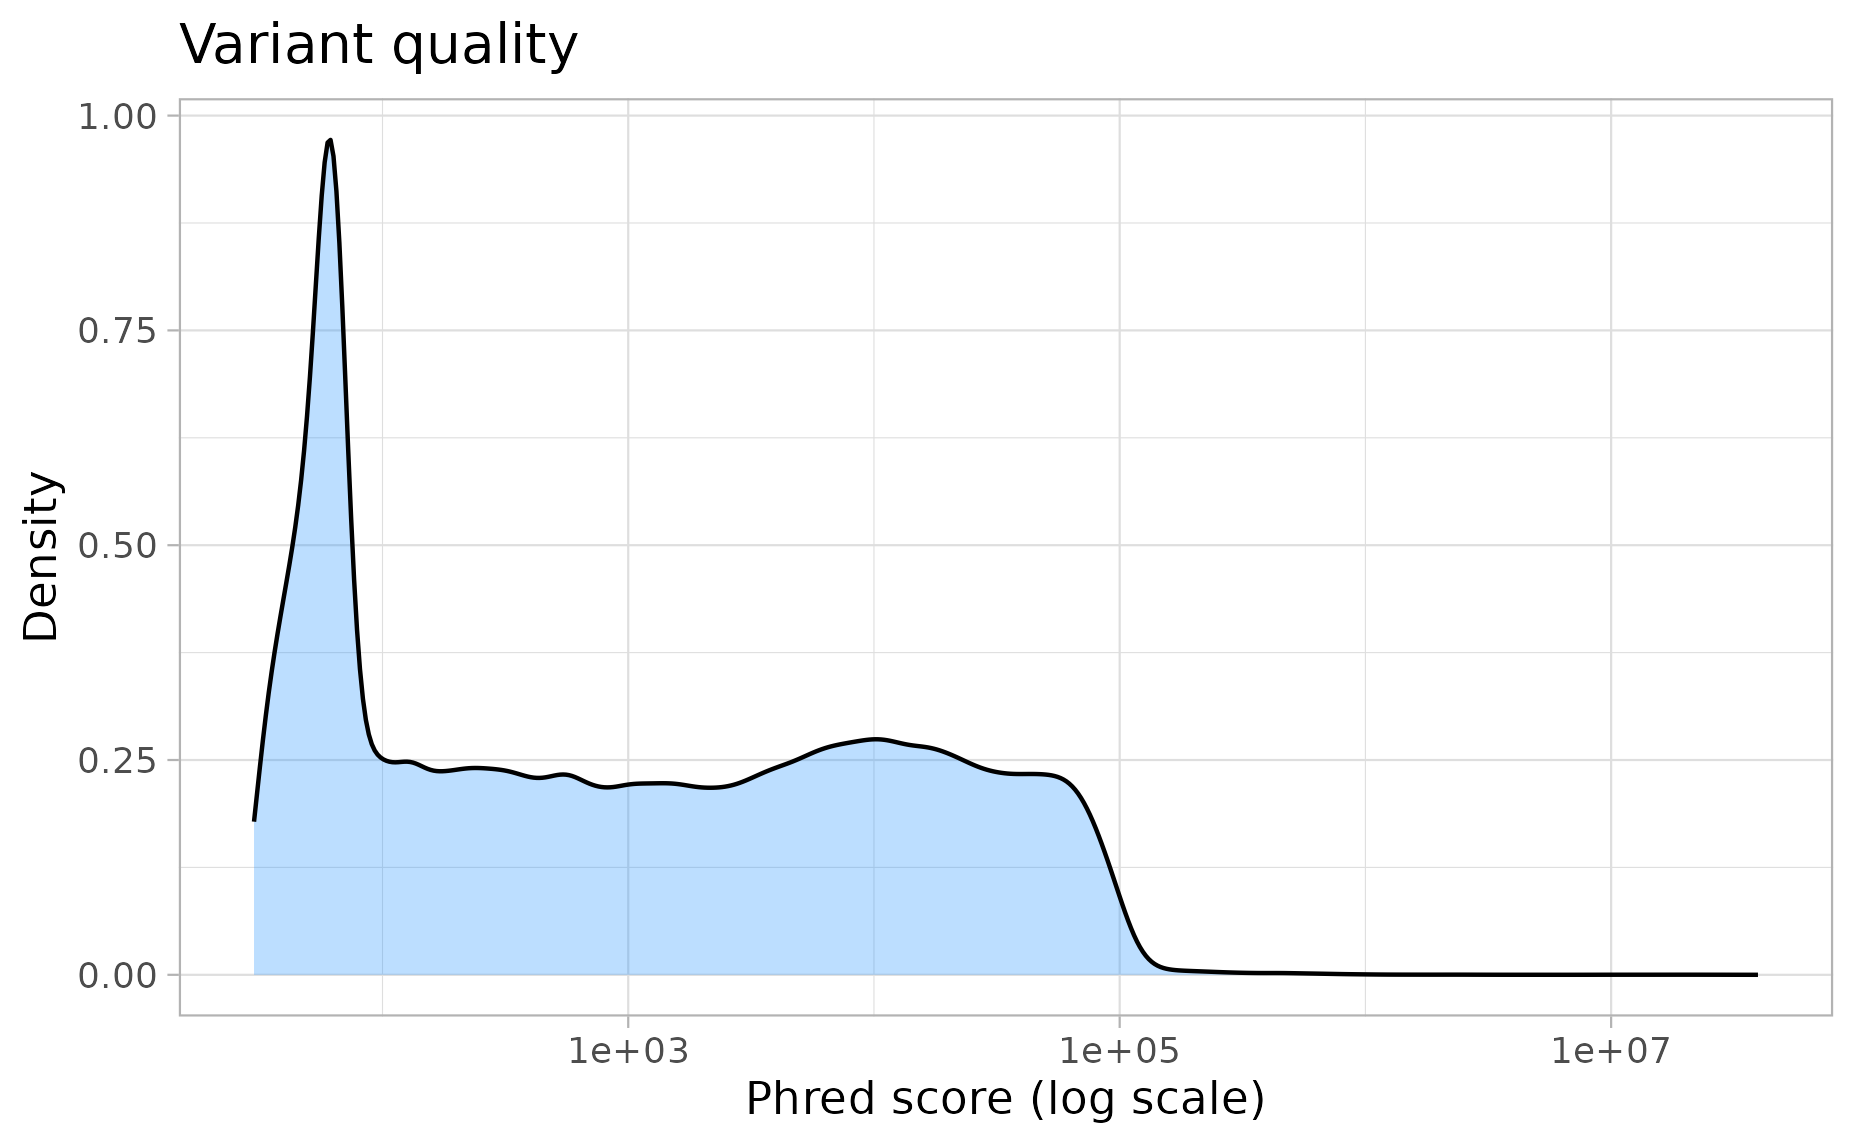 Variant quality
1.00
0.75
0.50
0.25
0.00
Density
1e+03 1e+05 1e+07
Phred score (log scale)